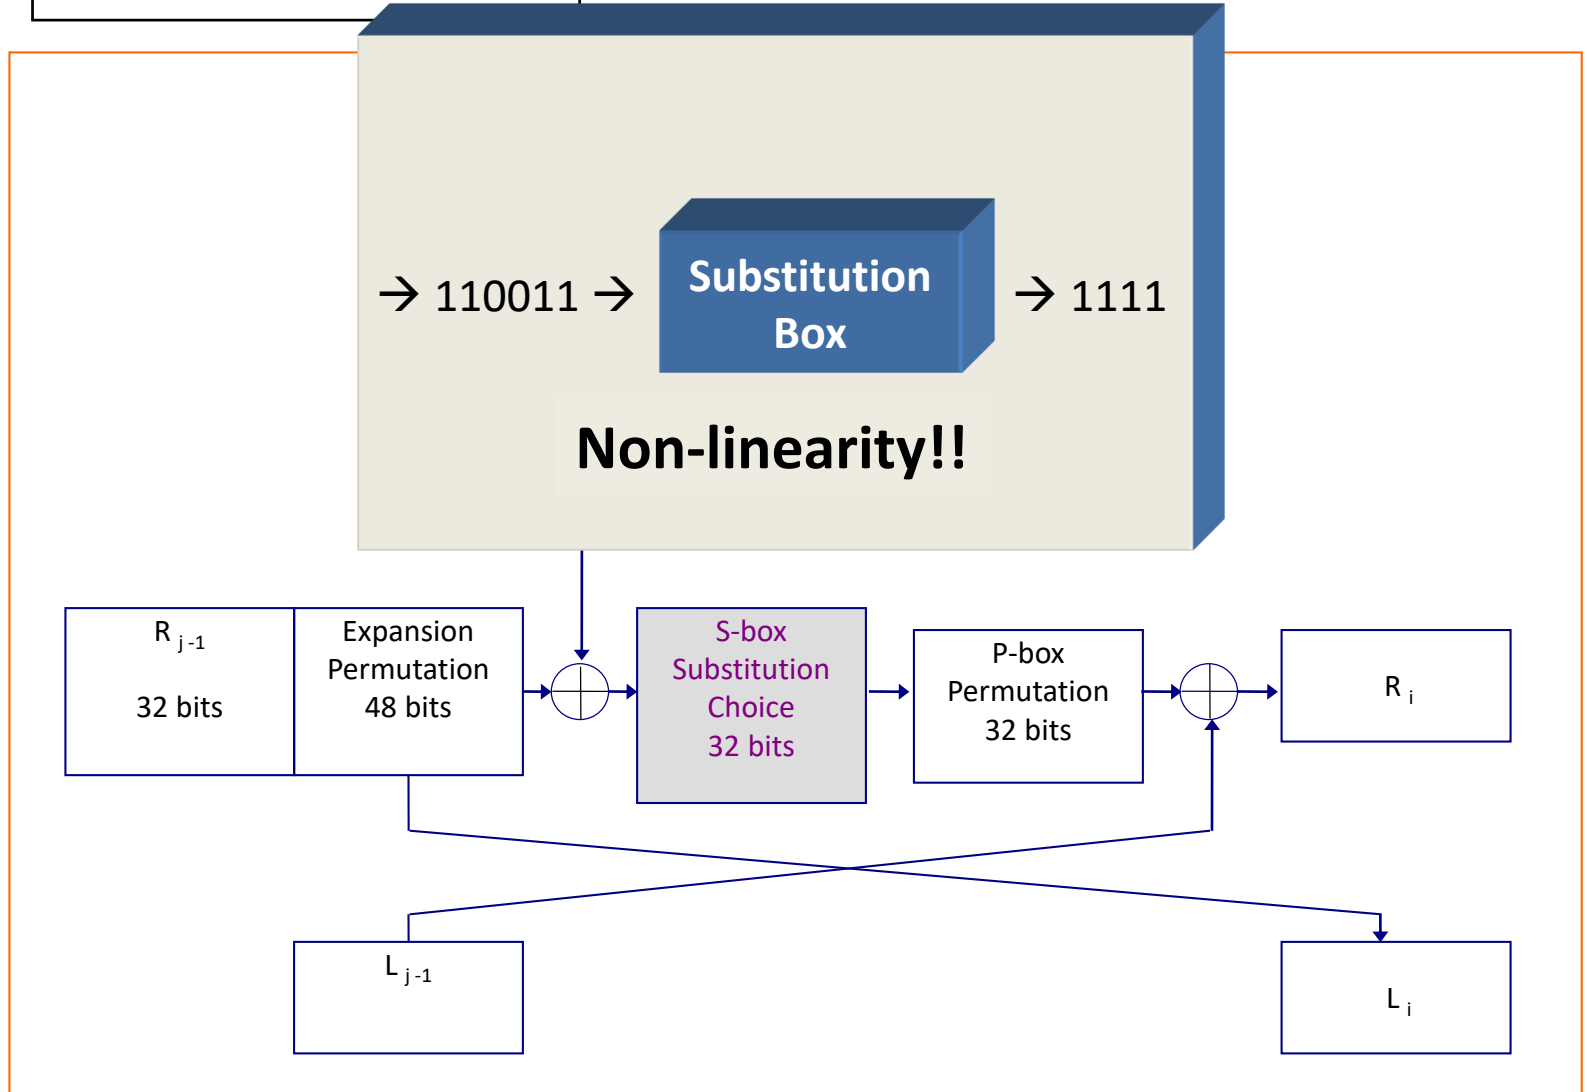 → 110011 →
Substitution
Box
→ 1111
Non-linearity!!
R j-1
32 bits
Expansion
Permutation
48 bits
S-box
Substitution
Choice
32 bits
P-box
Permutation
32 bits
R i
L j-1
L i